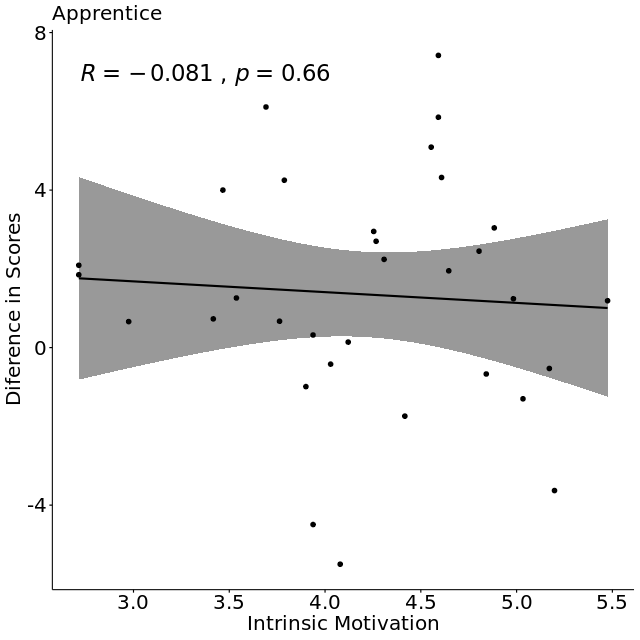 Apprentice
8
R = −0.081 , p = 0.66
4
0
-4
Diference in Scores
3.0 3.5 4.0 4.5 5.0 5.5
Intrinsic Motivation